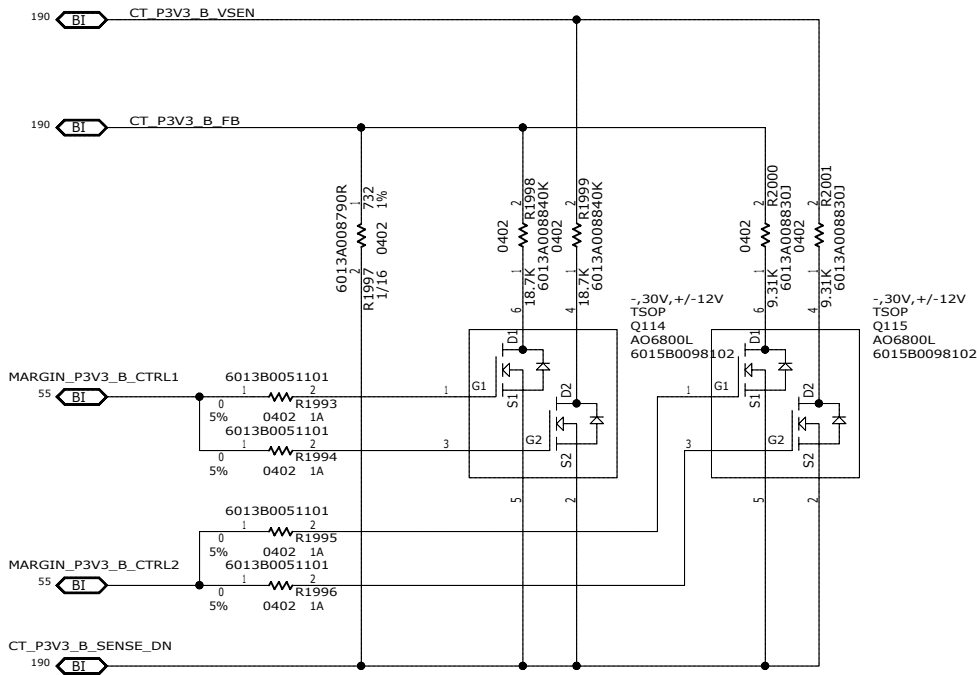 190 BI CT_P3V3_B_VSEN
190 BI CT_P3V3_B_FB
6013A008790R
732
1%
1
2
0402
R1997
1/16
2
R1998
0402
6013A008840K
1
18.7K
6
2
R1999
0402
6013A008840K
1
18.7K
4
2
R2000
0402
6013A008830J
1
9.31K
6
2
R2001
0402
6013A008830J
1
9.31K
4
-,30V,+/-12V
TSOP
Q114
AO6800L
6015B0098102
-,30V,+/-12V
TSOP
Q115
AO6800L
6015B0098102
D1
G1
S1
D2
G2
S2
5
2
D1
G1
S1
D2
G2
S2
5
2
MARGIN_P3V3_B_CTRL1
55 BI
6013B0051101
1 2
0 R1993
5% 0402 1A
1
6013B0051101
1 2
0 R1994
5% 0402 1A
3
1
3
6013B0051101
1 2
0 R1995
5% 0402 1A
MARGIN_P3V3_B_CTRL2
55 BI
6013B0051101
1 2
0 R1996
5% 0402 1A
CT_P3V3_B_SENSE_DN
190 BI